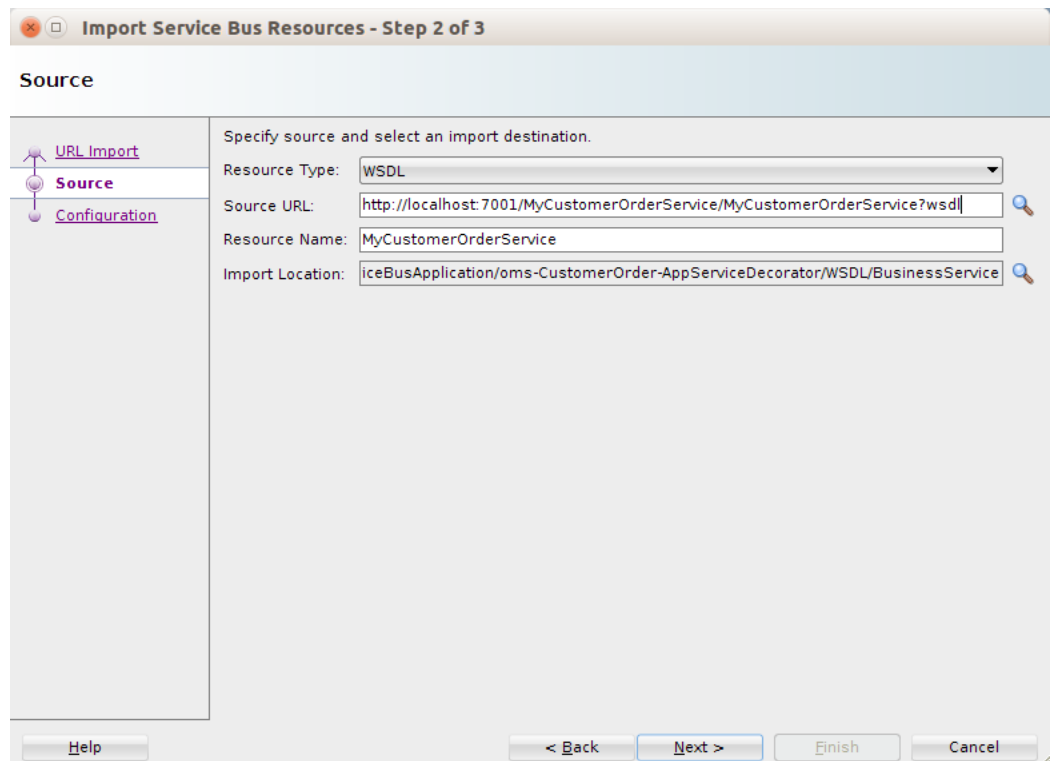 Import Service Bus Resources - Step 2 of 3
Source
URL Import
Source
Configuration
Specify source and select an import destination.
Resource Type: WSDL
Source URL: http://localhost:7001/MyCustomerOrderService/MyCustomerOrderService?wsdl
Resource Name: MyCustomerOrderService
Import Location: iceBusApplication/oms-CustomerOrder-AppServiceDecorator/WSDL/BusinessService
Help < Back Next > Finish Cancel